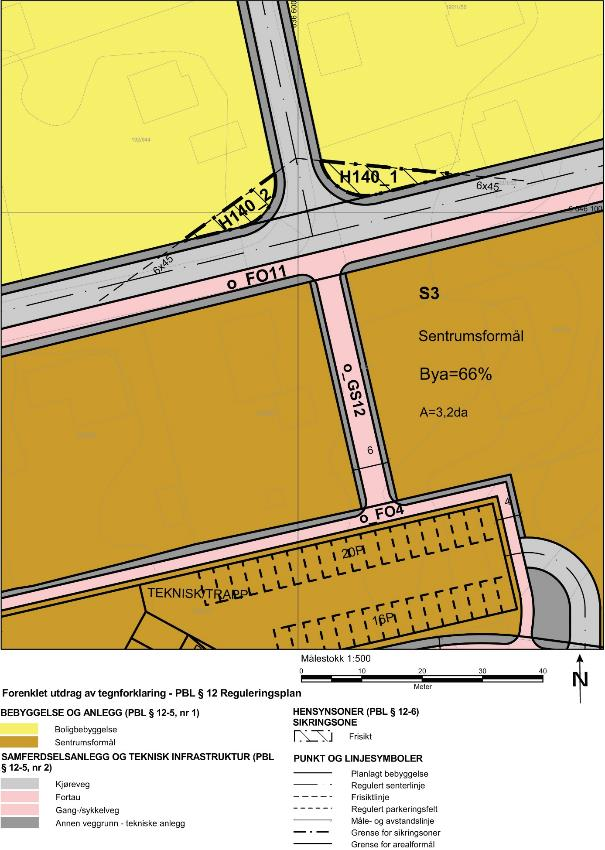 H140_1
H140_2
6x45
6x45
o_FO11
S3
Sentrumsformål
Bya=66%
A=3,2da
o_GS12
6
o_FO4
4
20P
TEKNISK/TRAPP
16P
Målestokk 1:500
0 10 20 30 40
Meter
N
Forenklet utdrag av tegnforklaring - PBL § 12 Reguleringsplan
BEBYGGELSE OG ANLEGG (PBL § 12-5, nr 1)
Boligbebyggelse
Sentrumsformål
SAMFERDSELSANLEGG OG TEKNISK INFRASTRUKTUR (PBL
§ 12-5, nr 2)
Kjøreveg
Fortau
Gang-/sykkelveg
Annen veggrunn - tekniske anlegg
HENSYNSONER (PBL § 12-6)
SIKRINGSONE
Frisikt
PUNKT OG LINJESYMBOLER
Planlagt bebyggelse
Regulert senterlinje
Frisiktlinje
Regulert parkeringsfelt
Måle- og avstandslinje
Grense for sikringsoner
Grense for arealformål